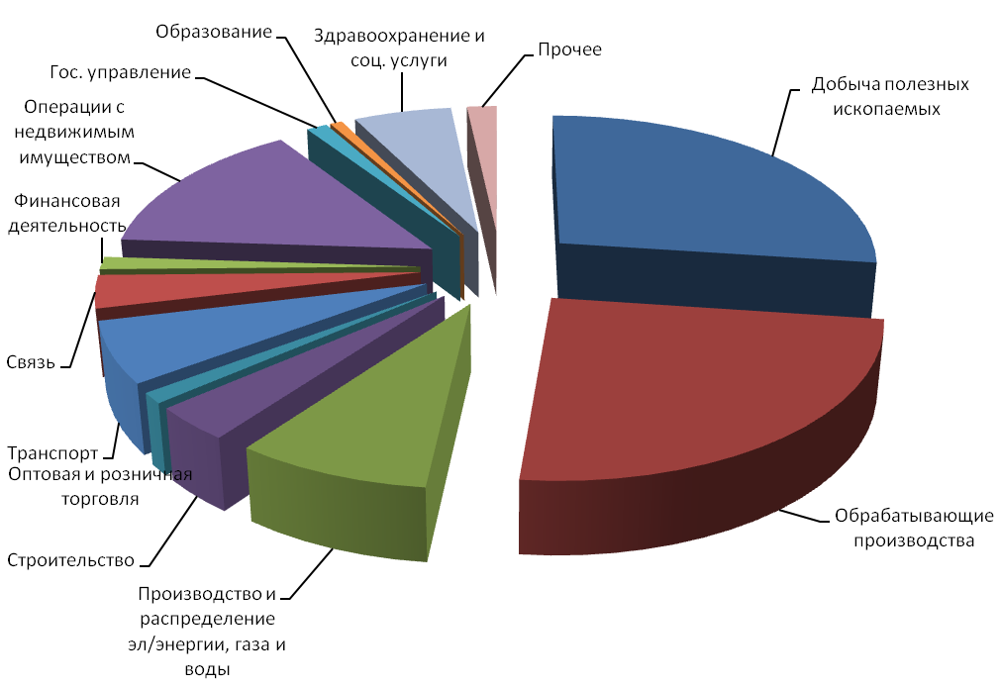 Образование
Здравоохранение и
соц. услуги
Прочее
Гос. управление
Добыча полезных
ископаемых
Операции с
недвижимым
имуществом
Финансовая
деятельность
Связь
Транспорт
Оптовая и розничная
торговля
Обрабатывающие
производства
Строительство
Производство и
распределение
эл/энергии, газа и
воды